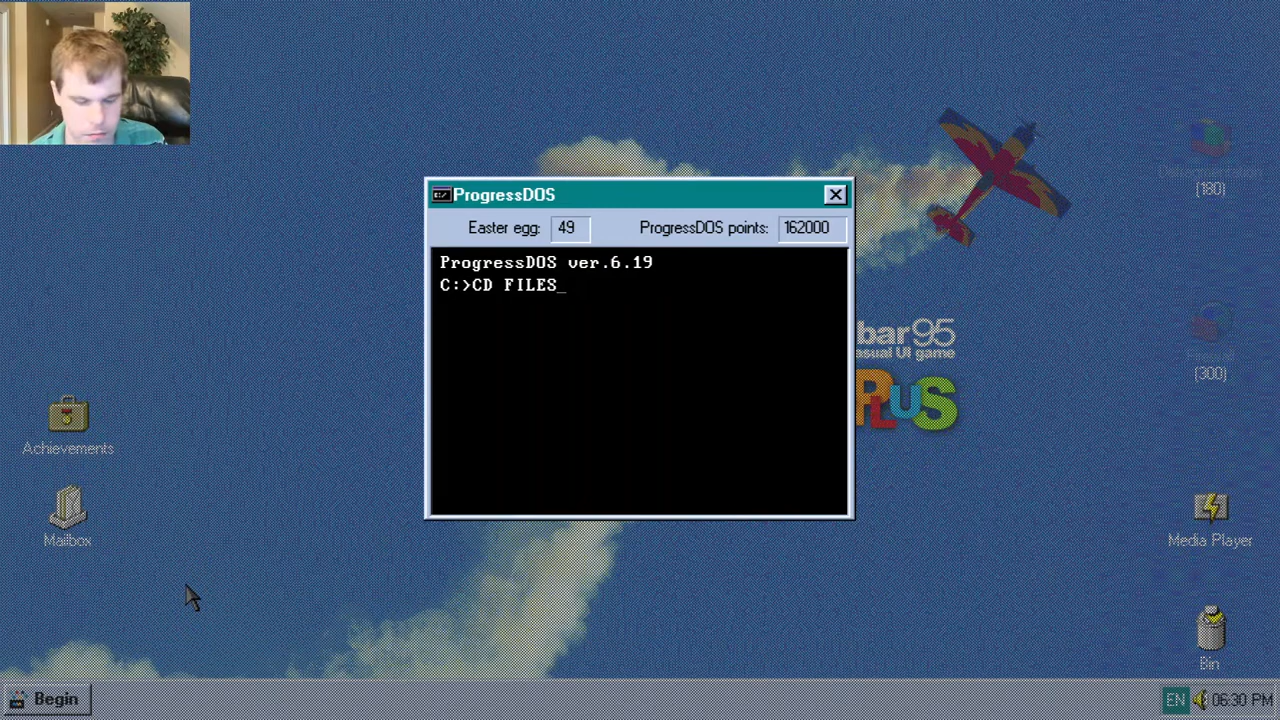 ProgressDOS
Easter egg: 49 ProgressDOS points: 162000
ProgressDOS ver.6.19
C:>CD FILES_
(180)
bar95
asual UI game
PLUS
(300)
Achievements
Mailbox
Media Player
Bin
Begin
EN 06:30 PM